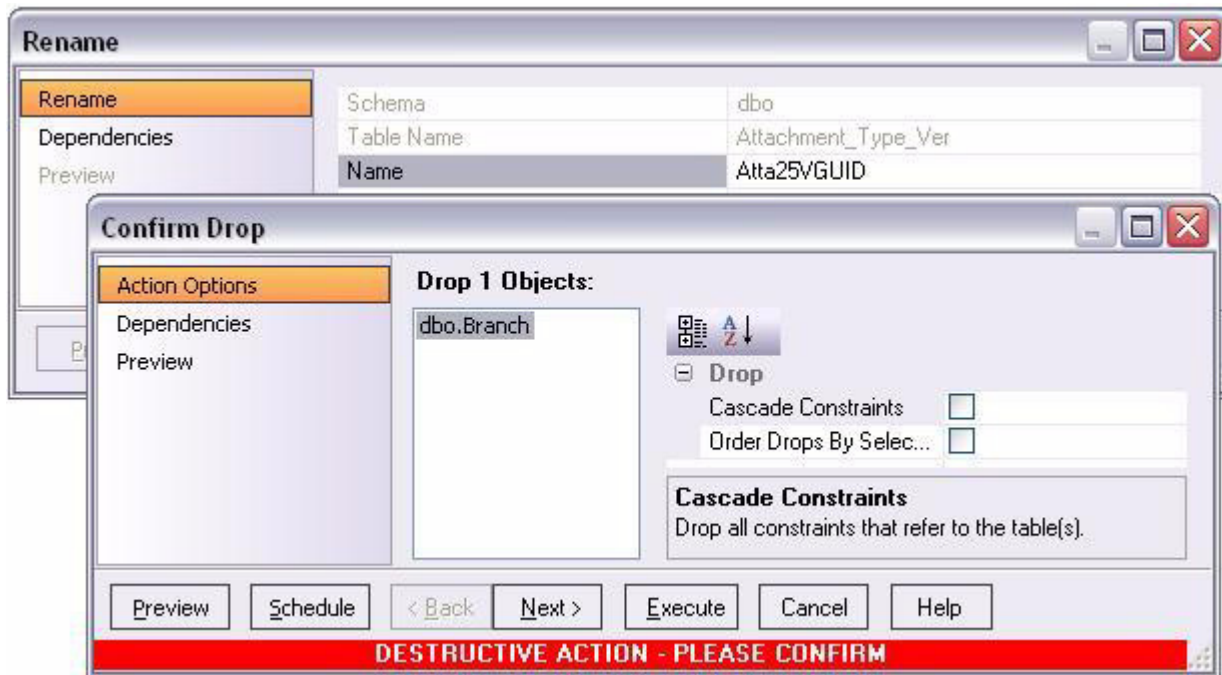 Rename
Rename
Schema dbo
Dependencies
Table Name Attachment_Type_Ver
Preview
Name Atta25VGUID
Confirm Drop
Action Options
Dependencies
Preview
Drop 1 Objects:
dbo.Branch
A
Z
Drop
Cascade Constraints
Order Drops By Selec...
Cascade Constraints
Drop all constraints that refer to the table(s).
Preview Schedule < Back Next > Execute Cancel Help
DESTRUCTIVE ACTION - PLEASE CONFIRM